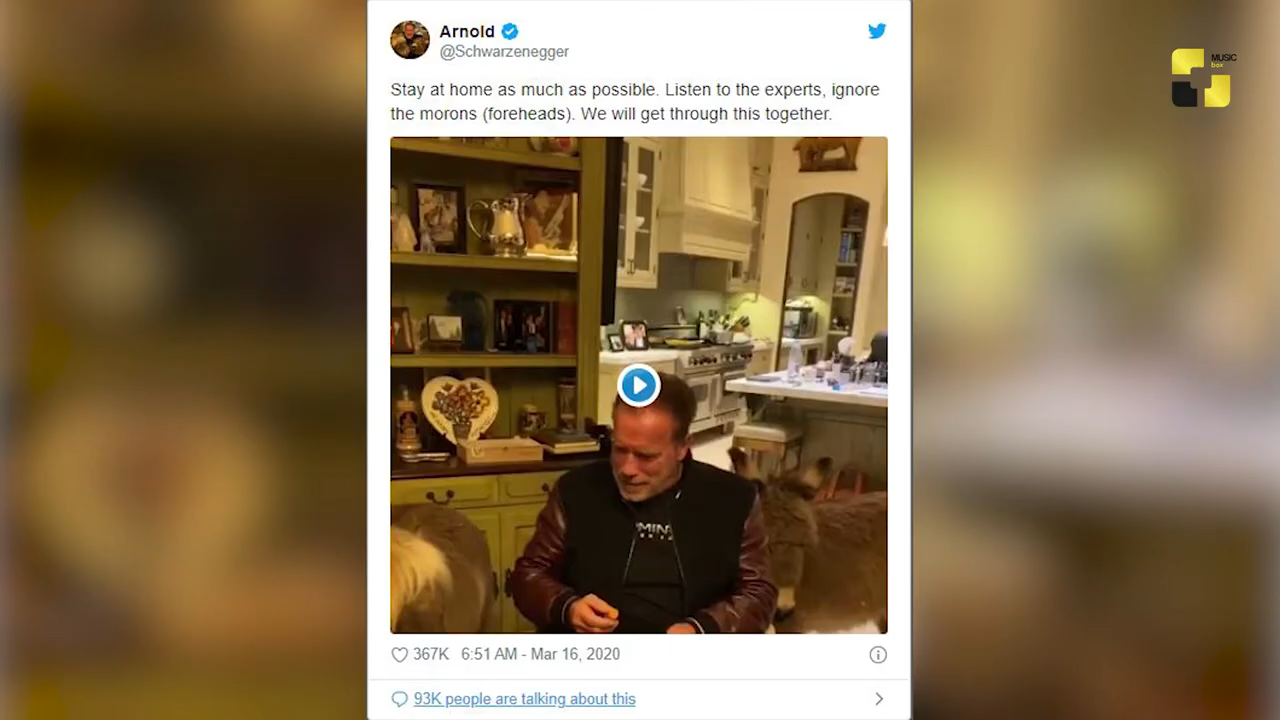 Arnold
@Schwarzenegger
MUSIC
box
Stay at home as much as possible. Listen to the experts, ignore
the morons (foreheads). We will get through this together.
367K 6:51 AM - Mar 16, 2020
93K people are talking about this